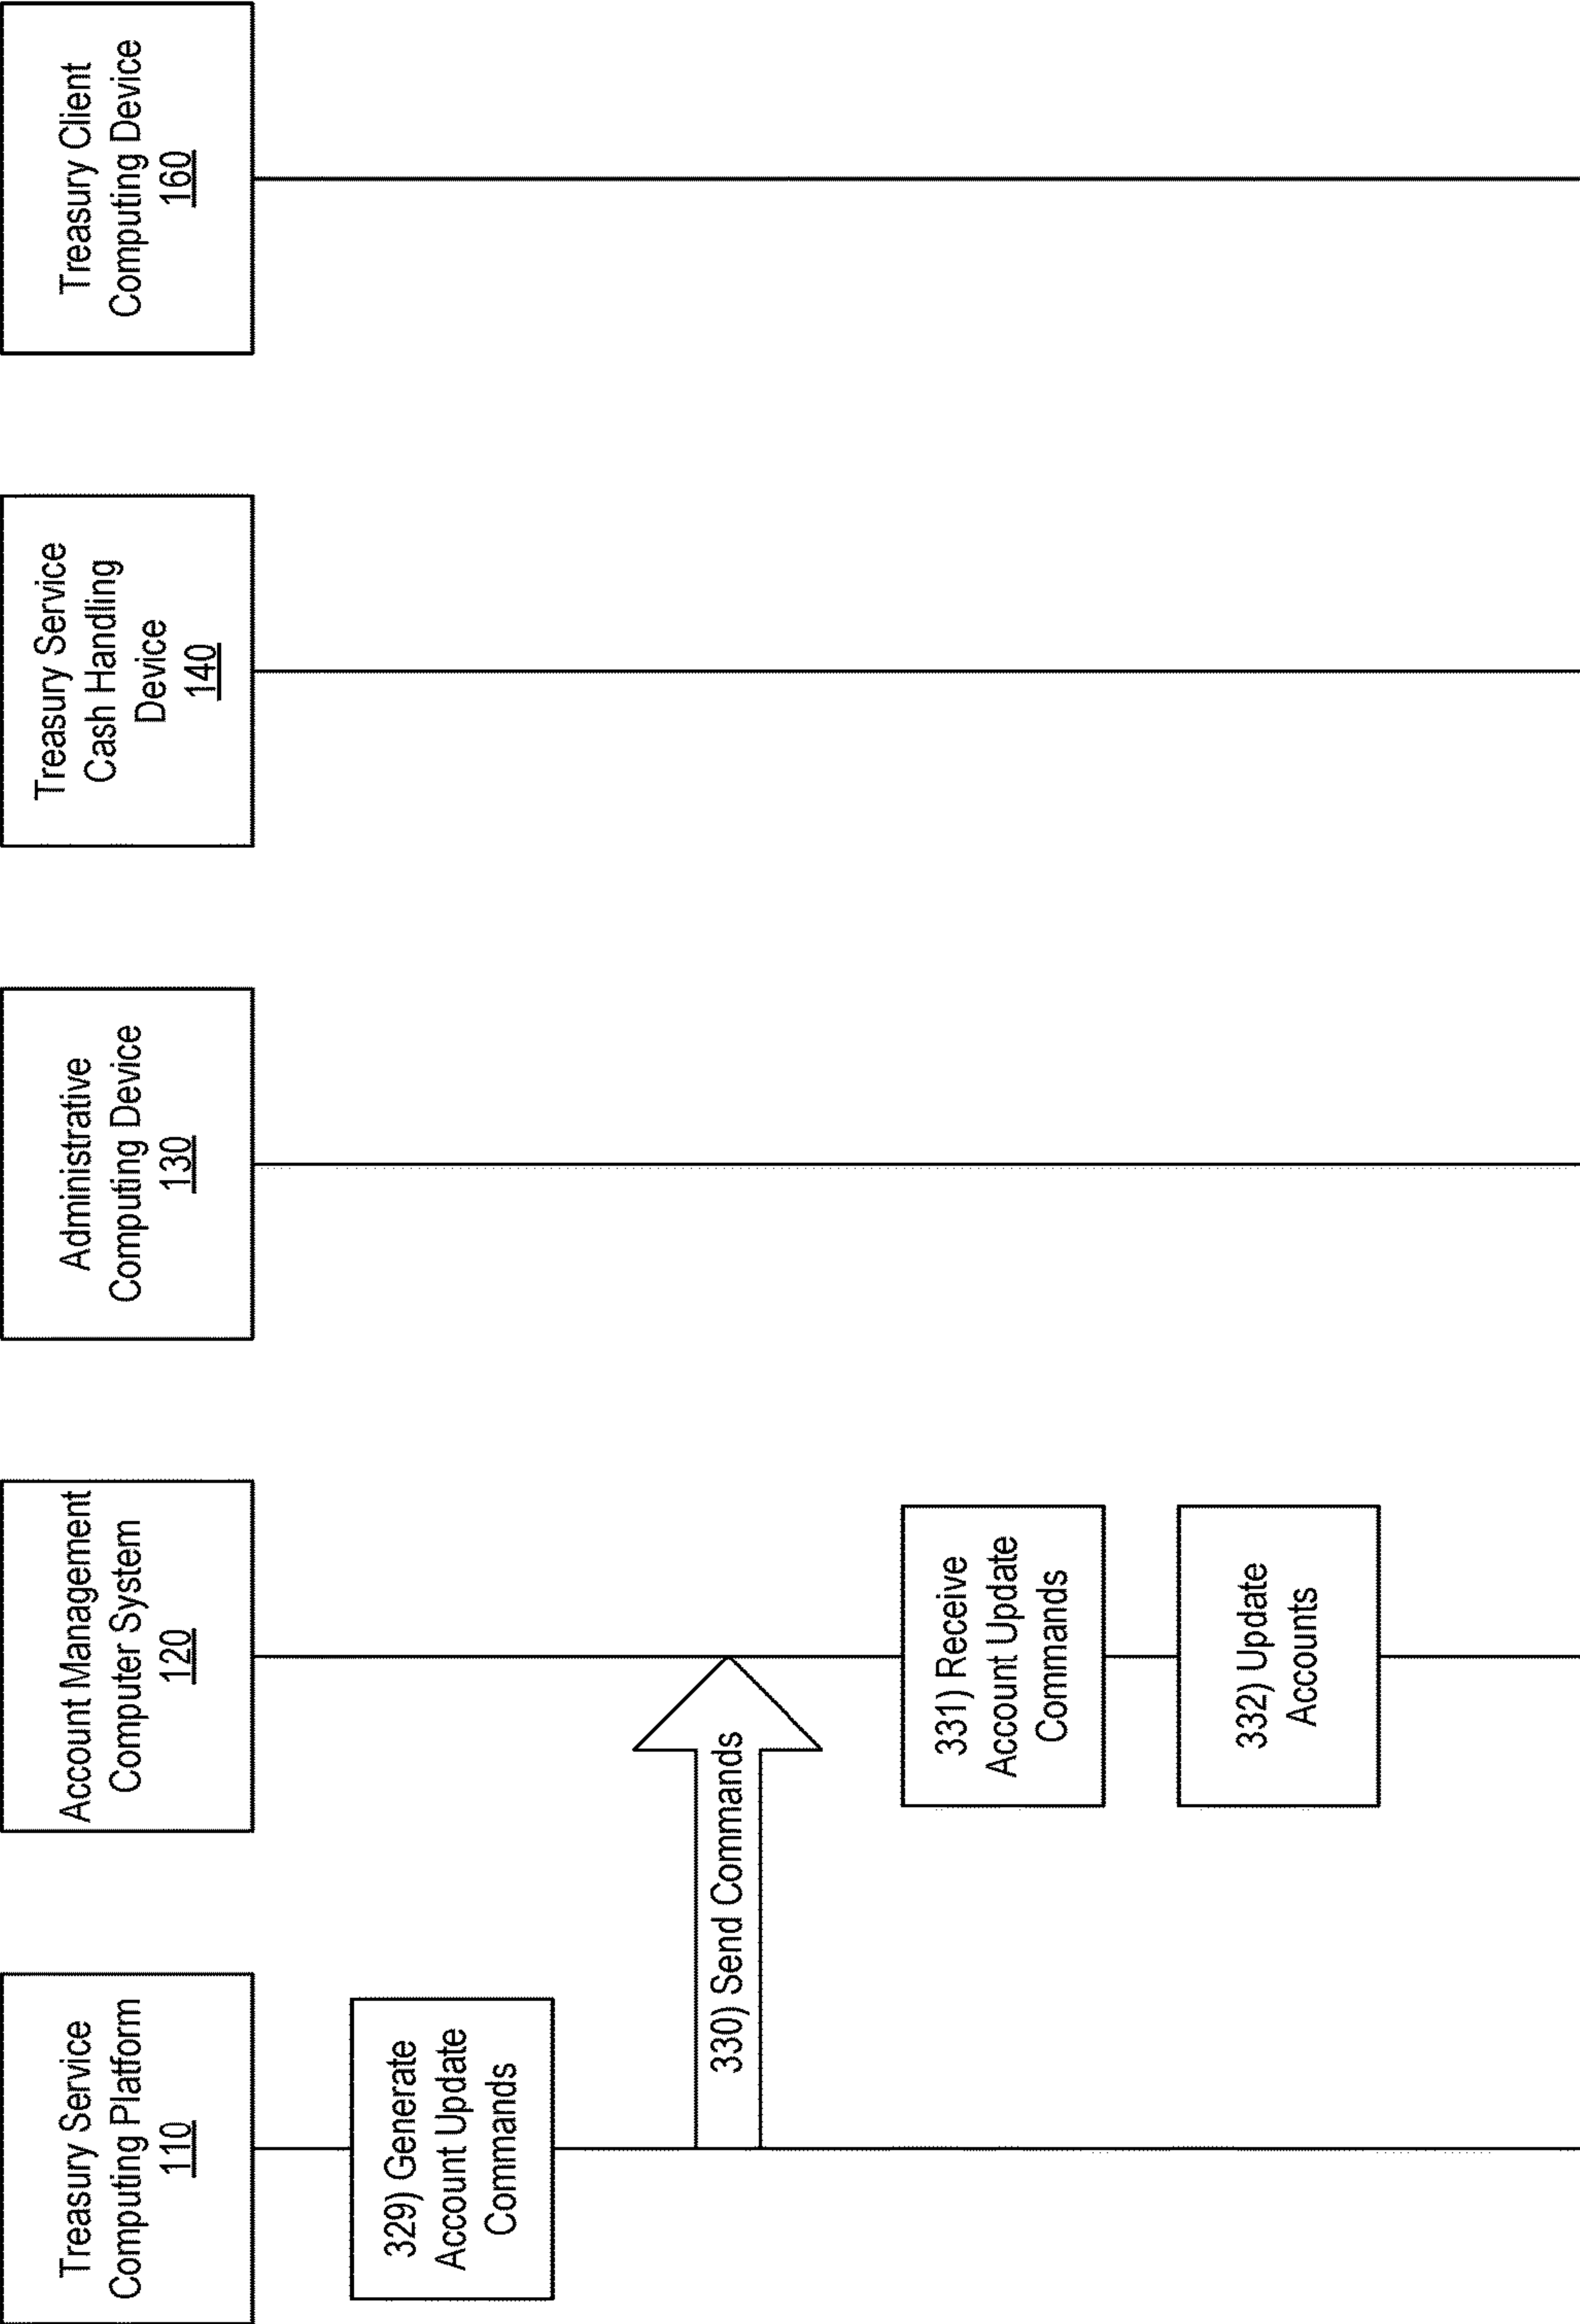 Treasury Service
Computing Platform
110
Account Management
Computer System
120
Administrative
Computing Device
130
Treasury Service
Cash Handling
Device
140
Treasury Client
Computing Device
160
329) Generate
Account Update
Commands
330) Send Commands
331) Receive
Account Update
Commands
332) Update
Accounts